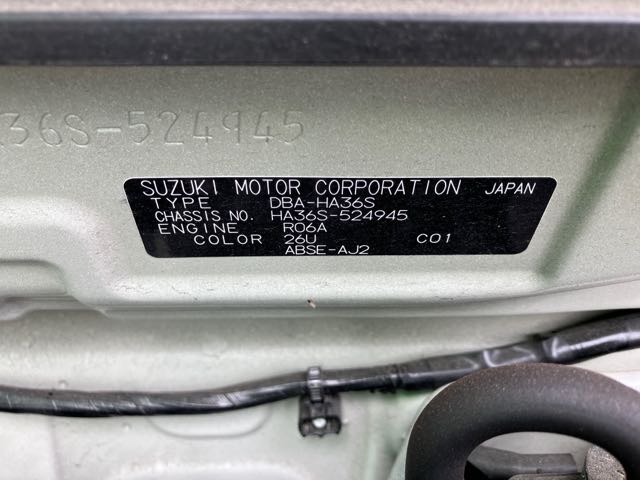 36S-524945
SUZUKI MOTOR CORPORATION JAPAN
TYPE DBA-HA36S
CHASSIS NO. HA36S-524945
ENGINE R06A
COLOR 26U C01
ABSE-AJ2